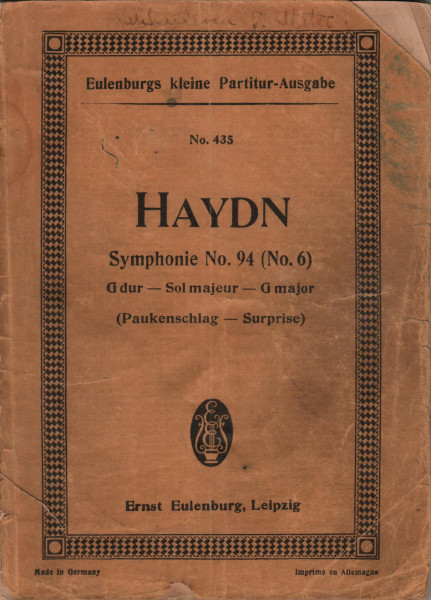 Eulenburgs kleine Partitur-Ausgabe
No. 435
HAYDN
Symphonie No. 94 (No. 6)
G dur — Sol majeur — G major
(Paukenschlag — Surprise)
Ernst Eulenburg, Leipzig
Made in Germany
Imprimé en Allemagne